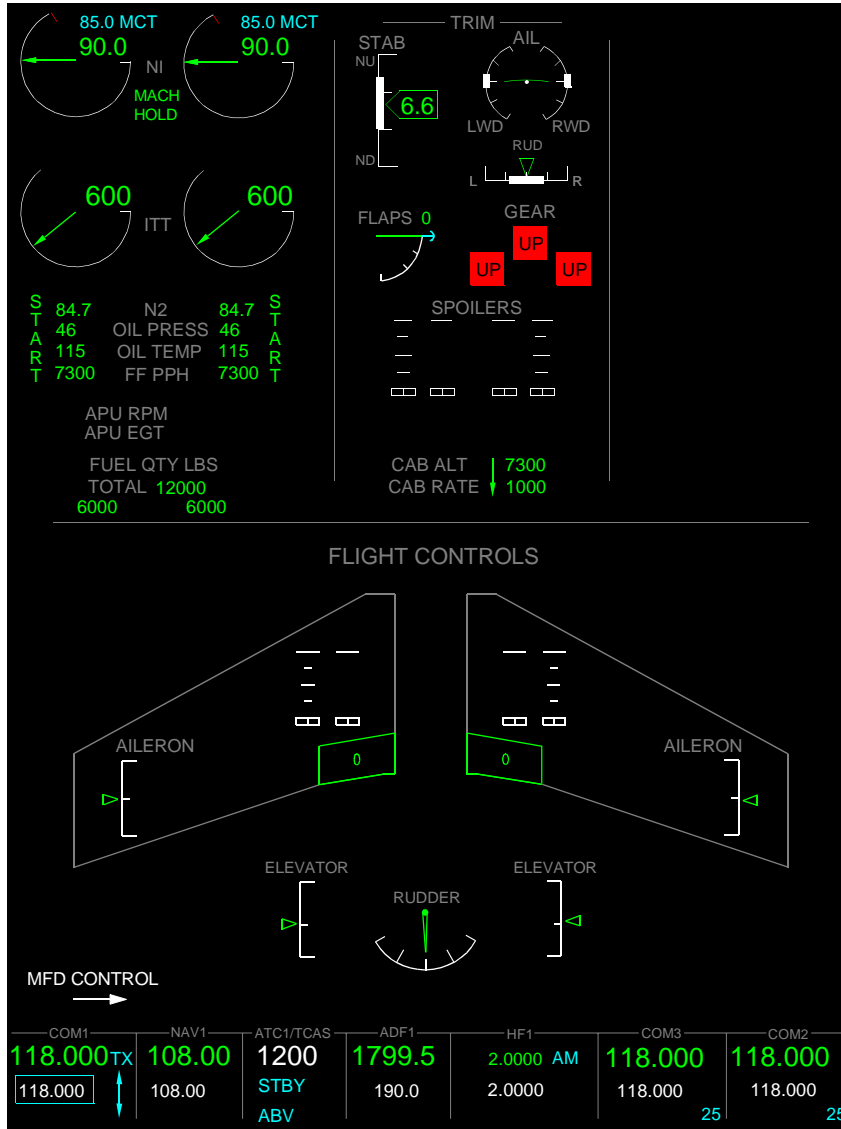 85.0 MCT 85.0 MCT
90.0 90.0
NI
MACH
HOLD
600 600
ITT
START
84.7 N2 84.7
46 OIL PRESS 46
115 OIL TEMP 115
7300 FF PPH 7300
START
APU RPM
APU EGT
FUEL QTY LBS
TOTAL 12000
6000 6000
TRIM
STAB
NU
6.6
ND
AIL
LWD RWD
RUD
L R
FLAPS 0
GEAR
UP
UP UP
SPOILERS
CAB ALT 7300
CAB RATE 1000
FLIGHT CONTROLS
AILERON 0 0 AILERON
ELEVATOR ELEVATOR
RUDDER
MFD CONTROL
COM1 NAV1 ATC1/TCAS ADF1 HF1 COM3 COM2
118.000 TX 108.00 1200 1799.5 2.0000 AM 118.000 118.000
118.000 108.00 STBY 190.0 2.0000 118.000 118.000
ABV 25 25